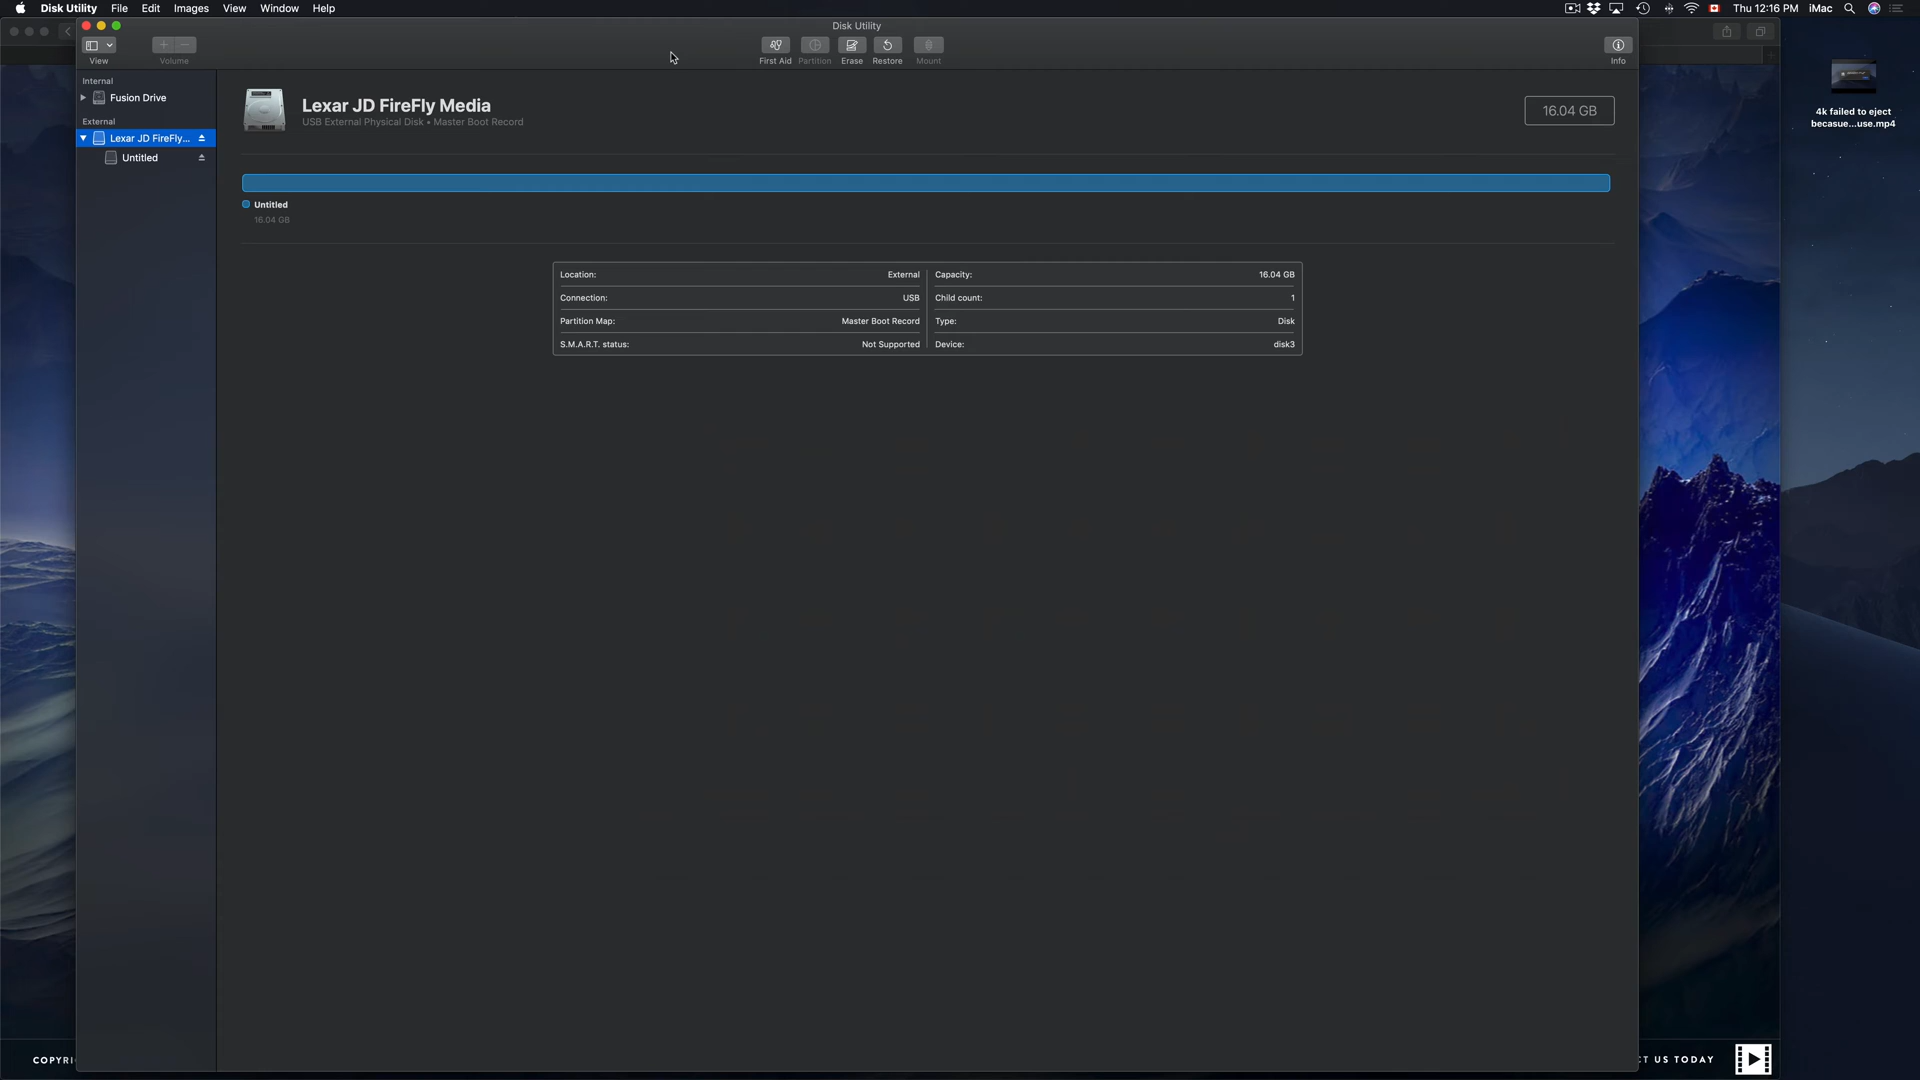 Disk Utility File Edit Images View Window Help
Thu 12:16 PM iMac
Disk Utility
View
Volume
First Aid
Partition
Erase
Restore
Mount
Info
Internal
Fusion Drive
External
Lexar JD FireFly...
Untitled
Lexar JD FireFly Media
USB External Physical Disk • Master Boot Record
16.04 GB
Untitled
16.04 GB
Location: External
Capacity: 16.04 GB
Connection: USB
Child count: 1
Partition Map: Master Boot Record
Type: Disk
S.M.A.R.T. status: Not Supported
Device: disk3
4k failed to eject
becasue...use.mp4
COPYRI
CT US TODAY